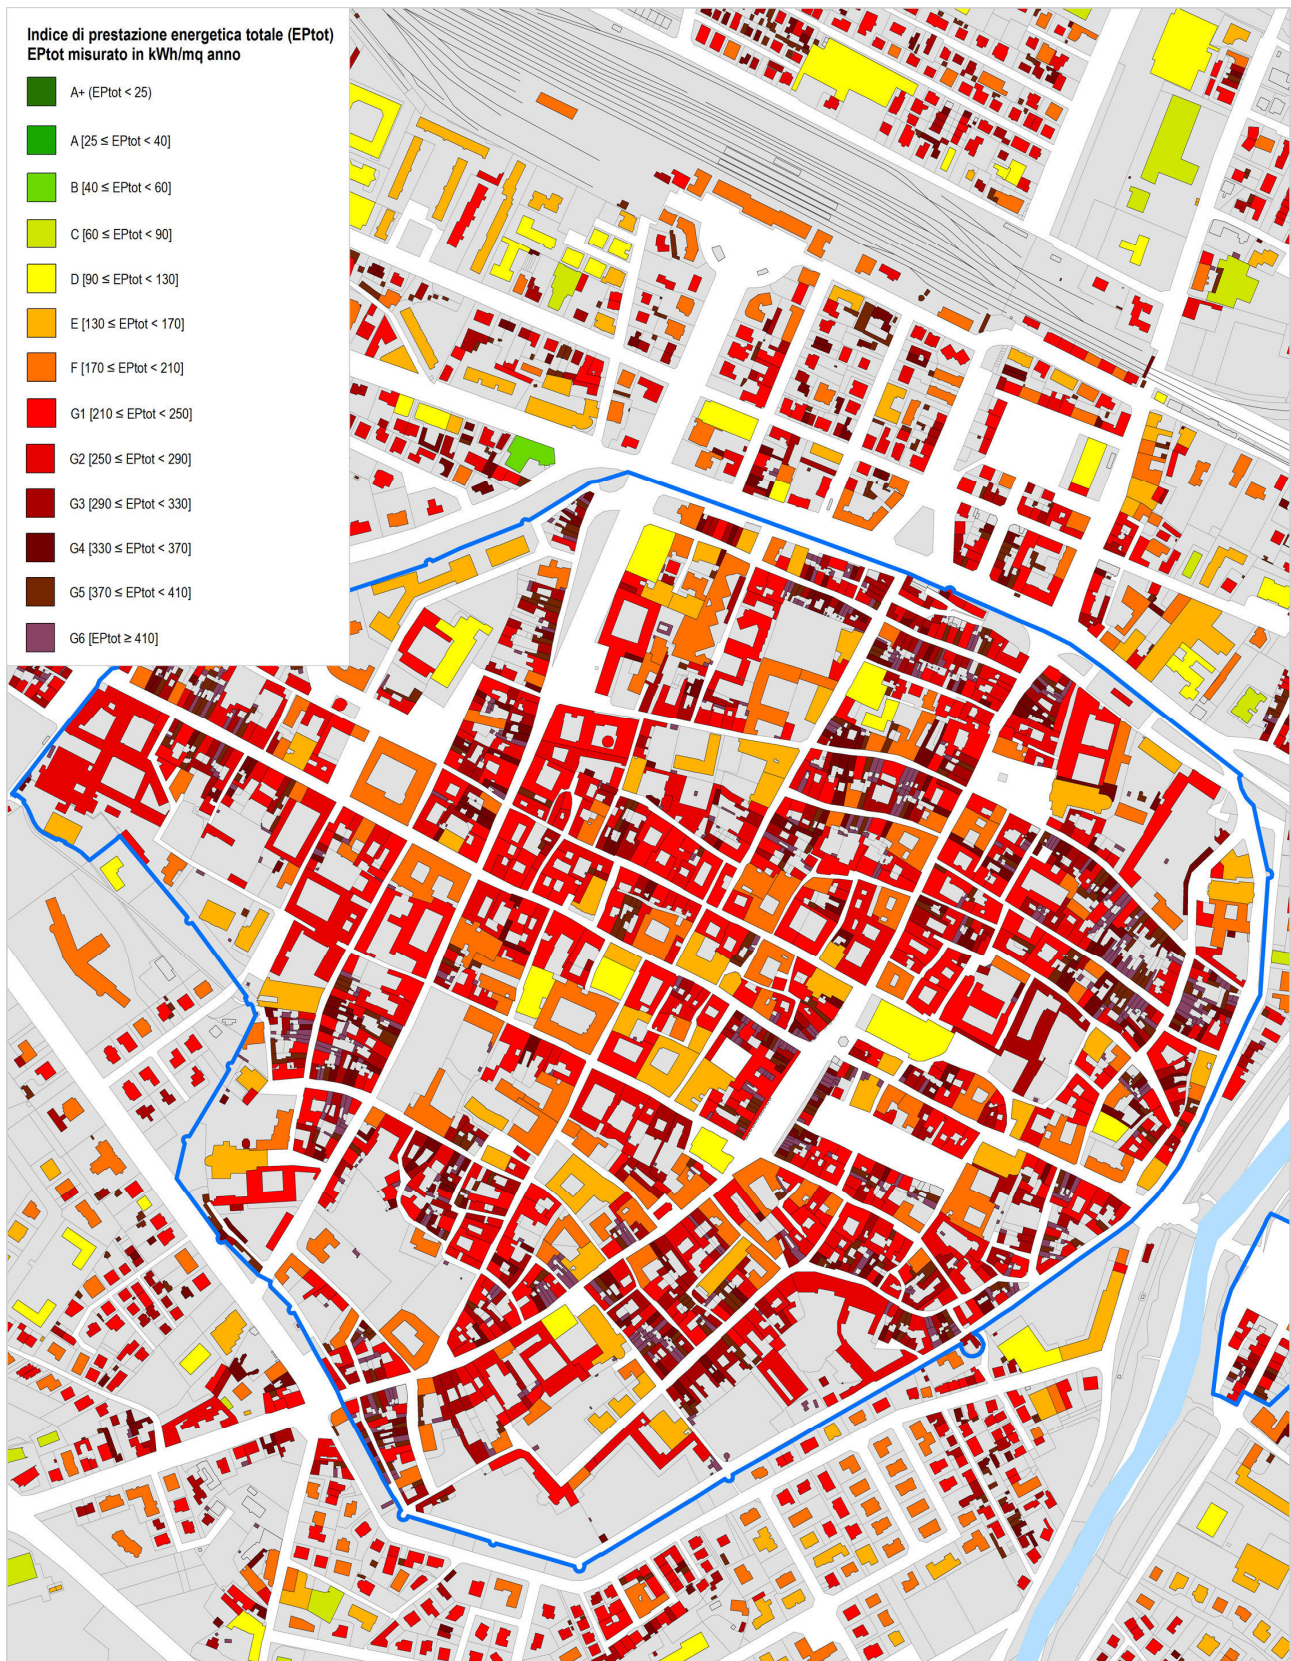 Indice di prestazione energetica totale (EPtot)
EPtot misurato in kWh/mq anno
A+ (EPtot < 25)
A [25 ≤ EPtot < 40]
B [40 ≤ EPtot < 60]
C [60 ≤ EPtot < 90]
D [90 ≤ EPtot < 130]
E [130 ≤ EPtot < 170]
F [170 ≤ EPtot < 210]
G1 [210 ≤ EPtot < 250]
G2 [250 ≤ EPtot < 290]
G3 [290 ≤ EPtot < 330]
G4 [330 ≤ EPtot < 370]
G5 [370 ≤ EPtot < 410]
G6 [EPtot ≥ 410]